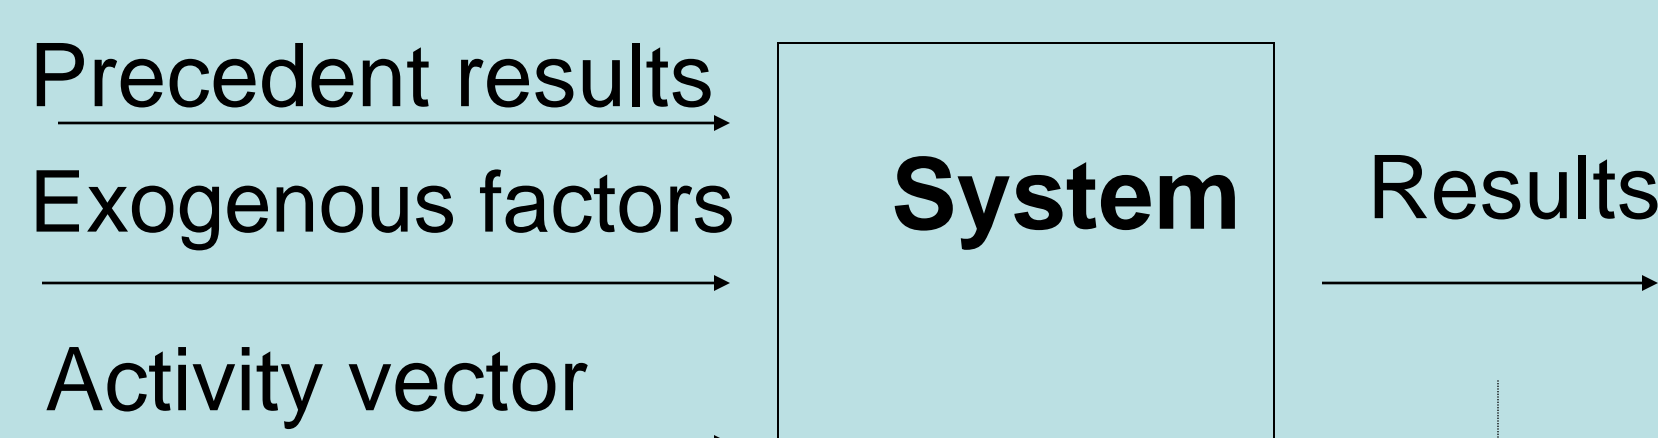 Precedent results
Exogenous factors
System
Results
Activity vector